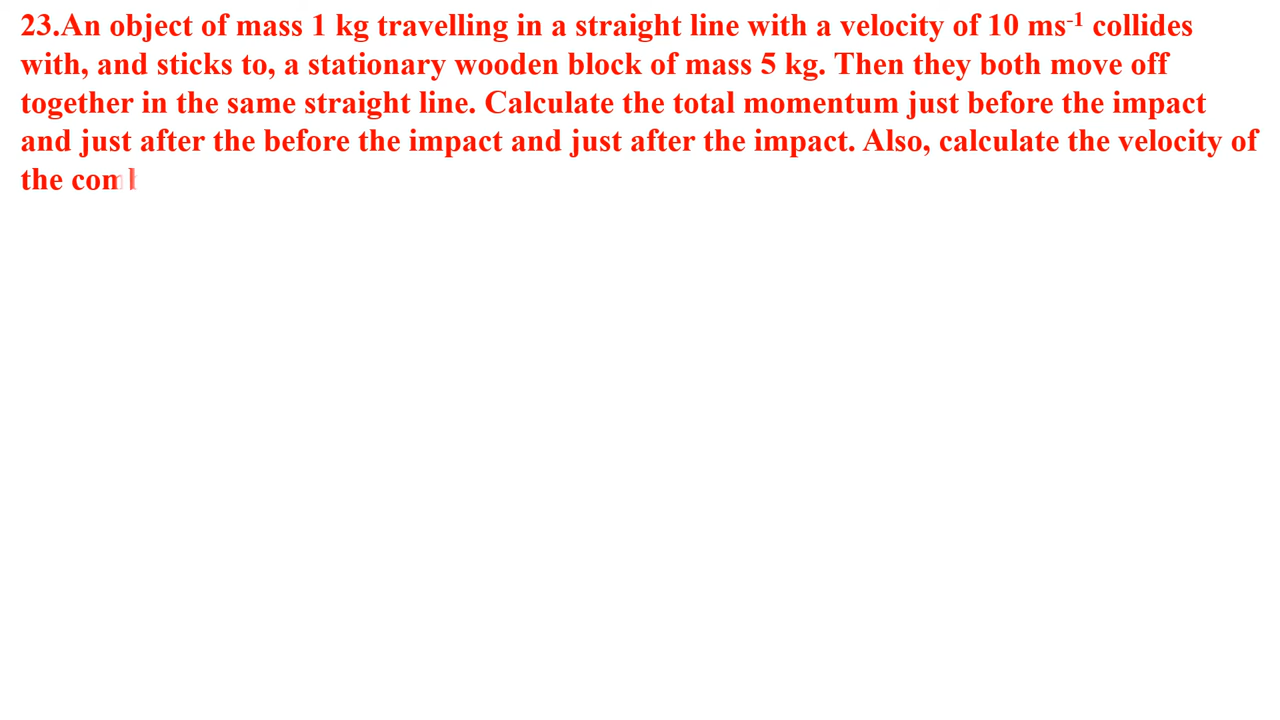 23.An object of mass 1 kg travelling in a straight line with a velocity of 10 ms⁻¹ collides
with, and sticks to, a stationary wooden block of mass 5 kg. Then they both move off
together in the same straight line. Calculate the total momentum just before the impact
and just after the before the impact and just after the impact. Also, calculate the velocity of
the com